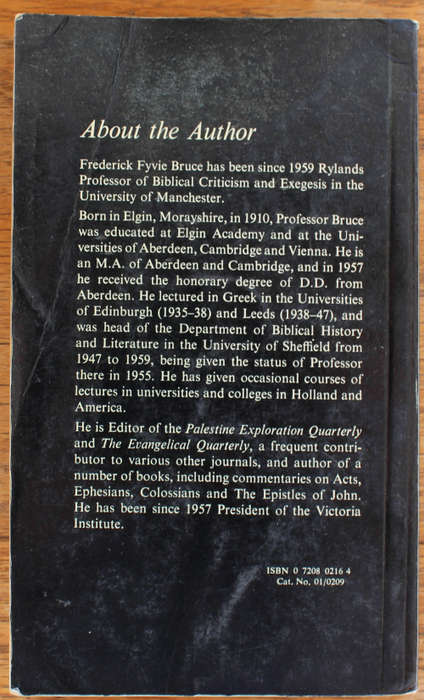 About the Author
Frederick Fyvie Bruce has been since 1959 Rylands
Professor of Biblical Criticism and Exegesis in the
University of Manchester.
Born in Elgin, Morayshire, in 1910, Professor Bruce
was educated at Elgin Academy and at the Uni-
versities of Aberdeen, Cambridge and Vienna. He is
an M.A. of Aberdeen and Cambridge, and in 1957
he received the honorary degree of D.D. from
Aberdeen. He lectured in Greek in the Universities
of Edinburgh (1935–38) and Leeds (1938–47), and
was head of the Department of Biblical History
and Literature in the University of Sheffield from
1947 to 1959, being given the status of Professor
there in 1955. He has given occasional courses of
lectures in universities and colleges in Holland and
America.
He is Editor of the Palestine Exploration Quarterly
and The Evangelical Quarterly, a frequent contri-
butor to various other journals, and author of a
number of books, including commentaries on Acts,
Ephesians, Colossians and The Epistles of John.
He has been since 1957 President of the Victoria
Institute.
ISBN 0 7208 0216 4
Cat. No. 01/0209